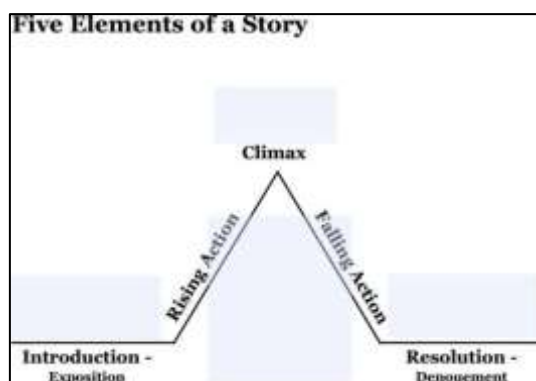 Five Elements of a Story
Climax
Rising Action
Falling Action
Introduction -
Exposition
Resolution -
Denouement